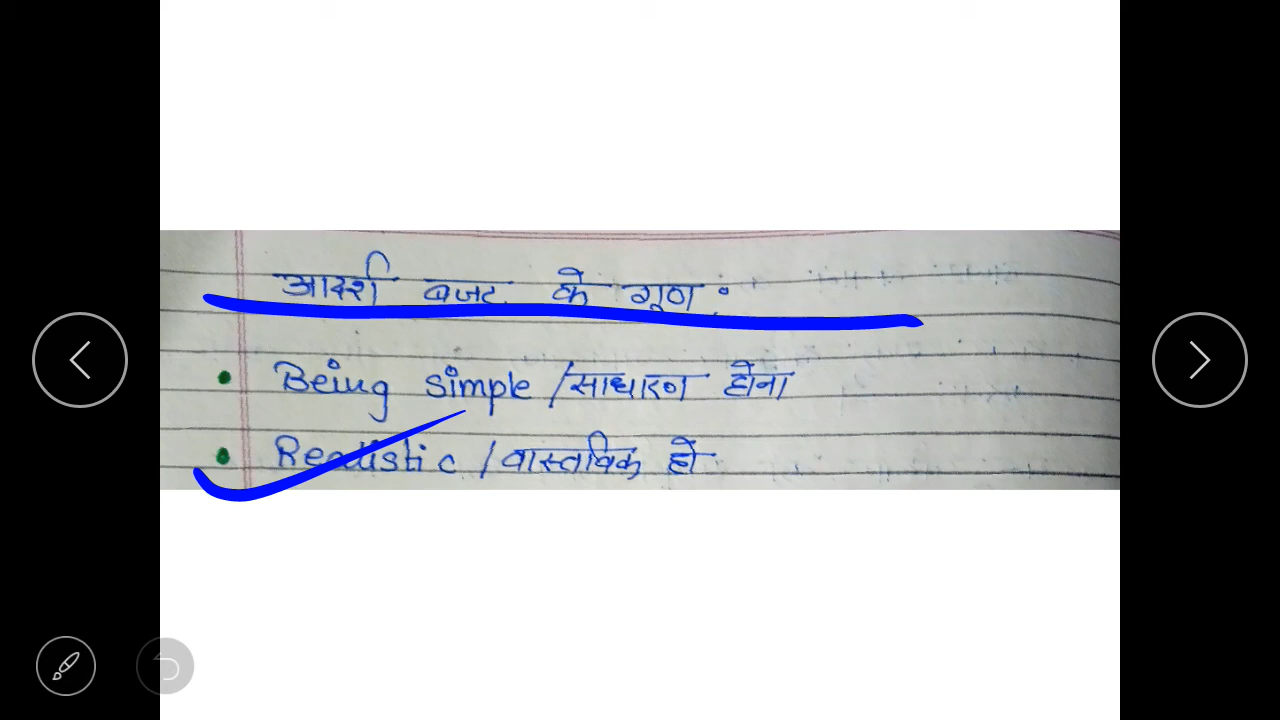 आदर्श बजट के गूण :
• Being simple / साधारण होना
• Realistic / वास्तविक हो